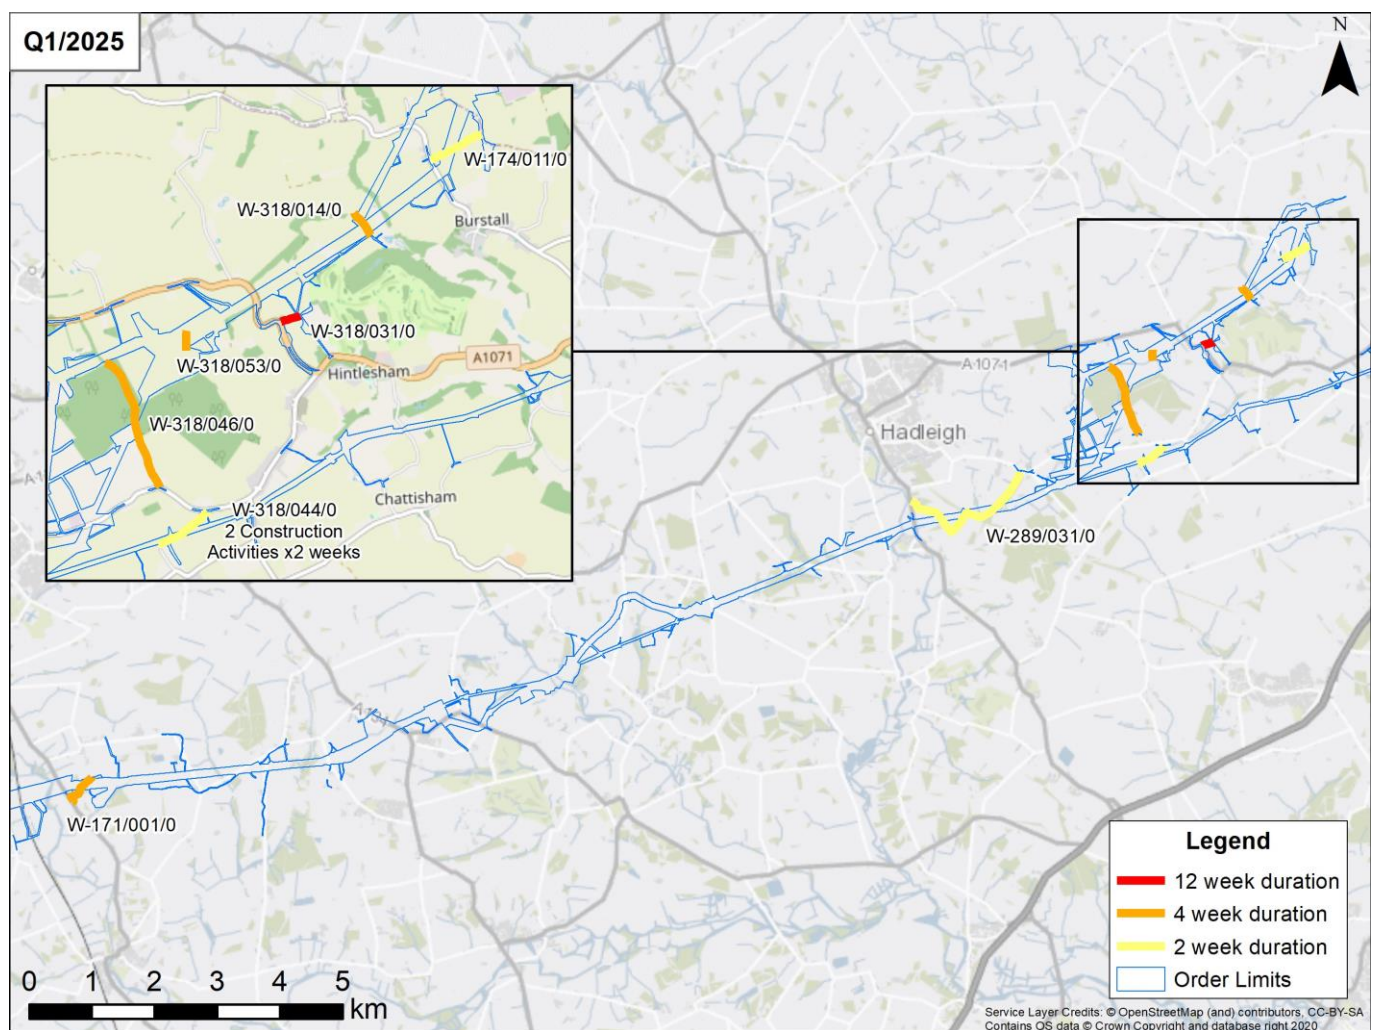 Q1/2025
N
W-174/011/0
W-318/014/0
Burstall
W-318/031/0
A1071
W-318/053/0
Hintlesham
W-318/046/0
Chattisham
W-318/044/0
2 Construction
Activities x2 weeks
A1071
Hadleigh
W-289/031/0
A134
W-171/001/0
Legend
12 week duration
4 week duration
2 week duration
Order Limits
0 1 2 3 4 5
km
Service Layer Credits: © OpenStreetMap (and) contributors, CC-BY-SA
Contains OS data © Crown Copyright and database right 2020